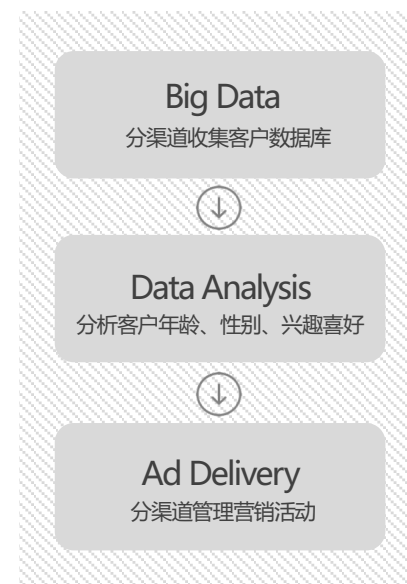 Big Data
分渠道收集客户数据库
Data Analysis
分析客户年龄、性别、兴趣喜好
Ad Delivery
分渠道管理营销活动